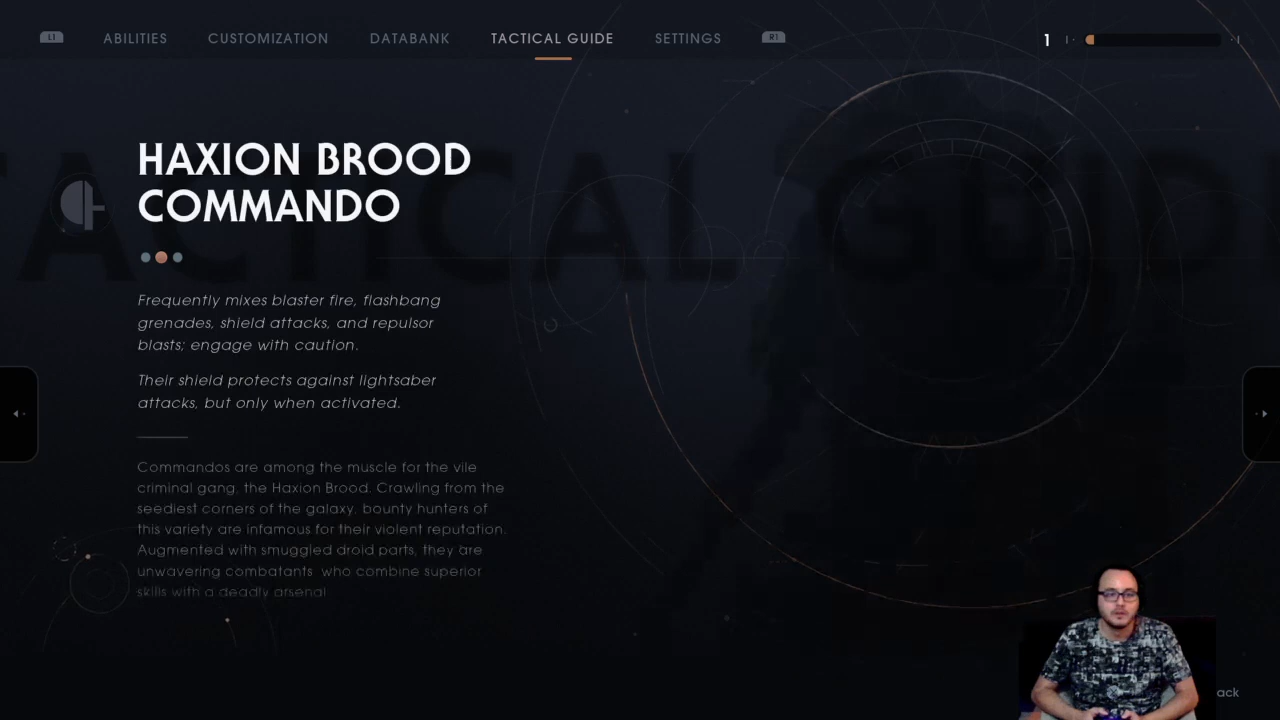 L1
ABILITIES
CUSTOMIZATION
DATABANK
TACTICAL GUIDE
SETTINGS
R1
1
TACTICAL GUIDE
HAXION BROOD
COMMANDO
Frequently mixes blaster fire, flashbang
grenades, shield attacks, and repulsor
blasts; engage with caution.
Their shield protects against lightsaber
attacks, but only when activated.
Commandos are among the muscle for the vile
criminal gang, the Haxion Brood. Crawling from the
seediest corners of the galaxy, bounty hunters of
this variety are infamous for their violent reputation.
Augmented with smuggled droid parts, they are
unwavering combatants who combine superior
skills with a deadly arsenal
ack